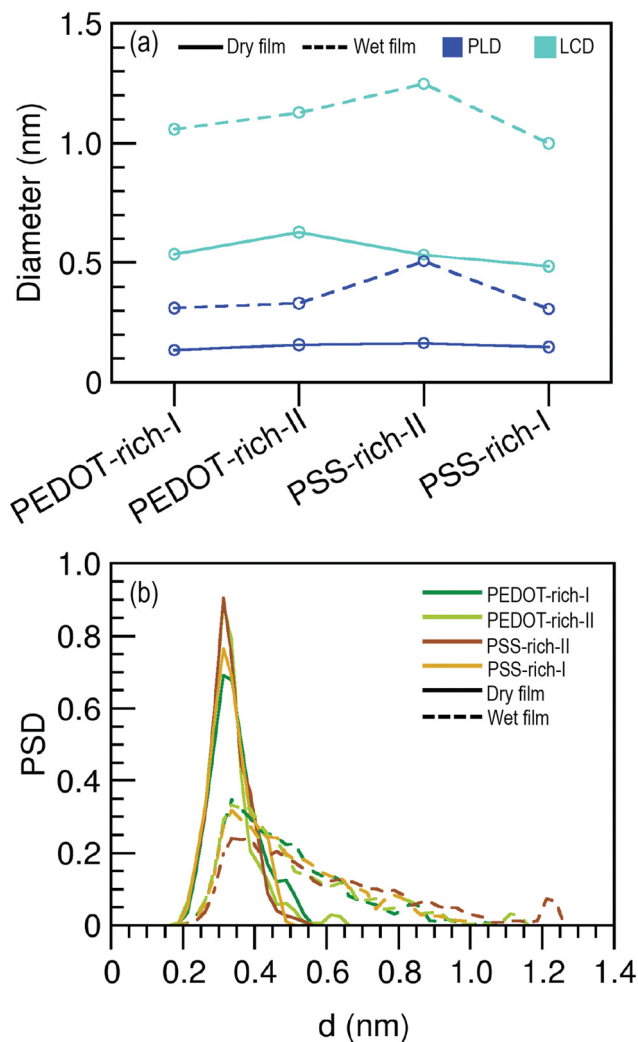 (a) Dry film Wet film PLD LCD
1.5
1.0
0.5
0
Diameter (nm)
PEDOT-rich-I
PEDOT-rich-II
PSS-rich-II
PSS-rich-I
(b)
PEDOT-rich-I
PEDOT-rich-II
PSS-rich-II
PSS-rich-I
Dry film
Wet film
1.0
0.8
0.6
0.4
0.2
0
PSD
0 0.2 0.4 0.6 0.8 1.0 1.2 1.4
d (nm)